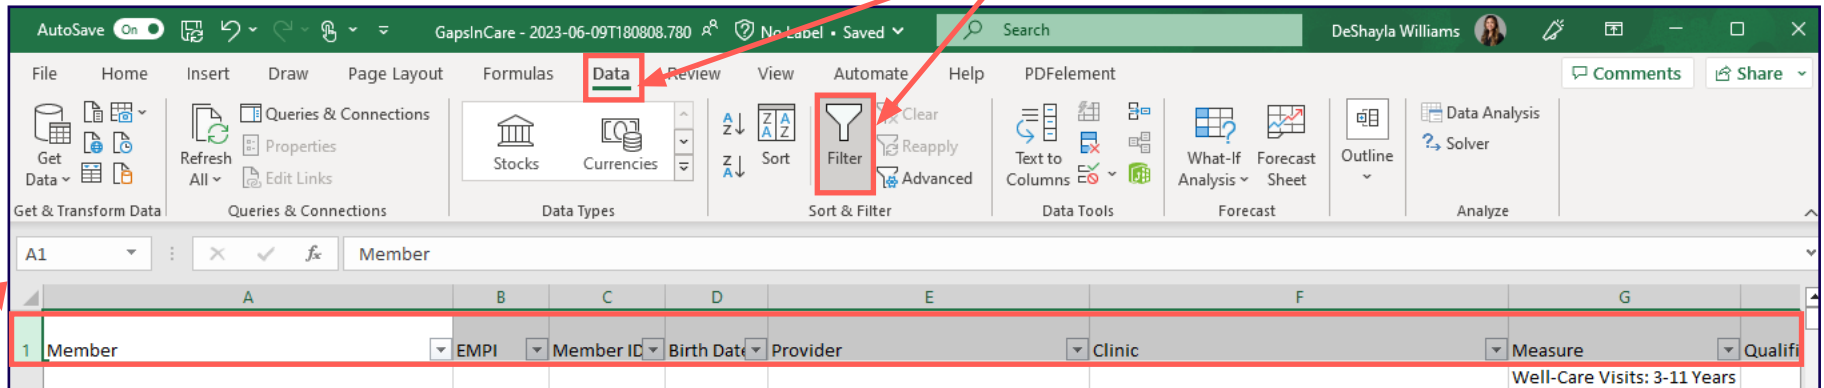 AutoSave On GapsInCare - 2023-06-09T180808.780 No Label • Saved Search DeShayla Williams
File Home Insert Draw Page Layout Formulas Data Review View Automate Help PDFelement Comments Share
Get Data
Refresh All
Queries & Connections
Properties
Edit Links
Stocks
Currencies
Sort
Filter
Clear
Reapply
Advanced
Text to Columns
What-If Analysis
Forecast Sheet
Outline
Data Analysis
Solver
Get & Transform Data Queries & Connections Data Types Sort & Filter Data Tools Forecast Analyze
A1 fx Member
A B C D E F G
1 Member EMPI Member ID Birth Date Provider Clinic Measure Qualifi
Well-Care Visits: 3-11 Years